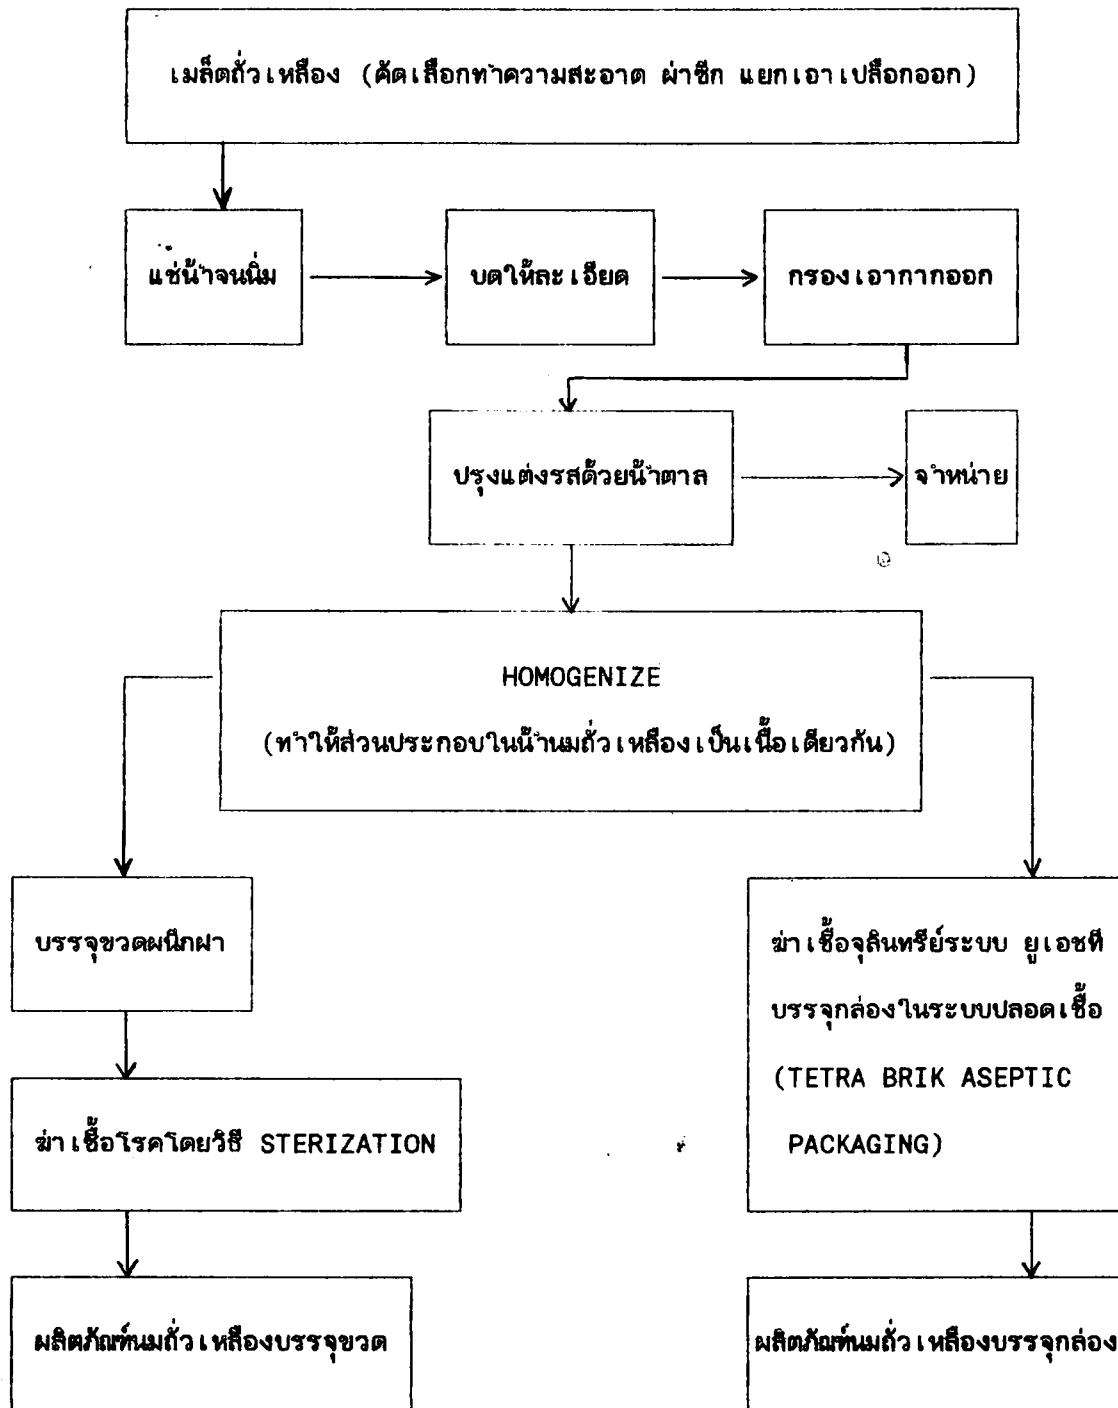 เมล็ดถั่วเหลือง (คัดเลือกทำความสะอาด ผ่าซีก แยกเอาเปลือกออก)
แช่น้ำจนนิ่ม
บดให้ละเอียด
กรองเอากากออก
ปรุงแต่งรสด้วยน้ำตาล
จำหน่าย
HOMOGENIZE
(ทำให้ส่วนประกอบในน้ำนมถั่วเหลืองเป็นเนื้อเดียวกัน)
บรรจุขวดผนึกฝา
ฆ่าเชื้อโรคโดยวิธี STERIZATION
ผลิตภัณฑ์นมถั่วเหลืองบรรจุขวด
ฆ่าเชื้อจุลินทรีย์ระบบ ยูเอชที
บรรจุกล่องในระบบปลอดเชื้อ
(TETRA BRIK ASEPTIC
PACKAGING)
ผลิตภัณฑ์นมถั่วเหลืองบรรจุกล่อง